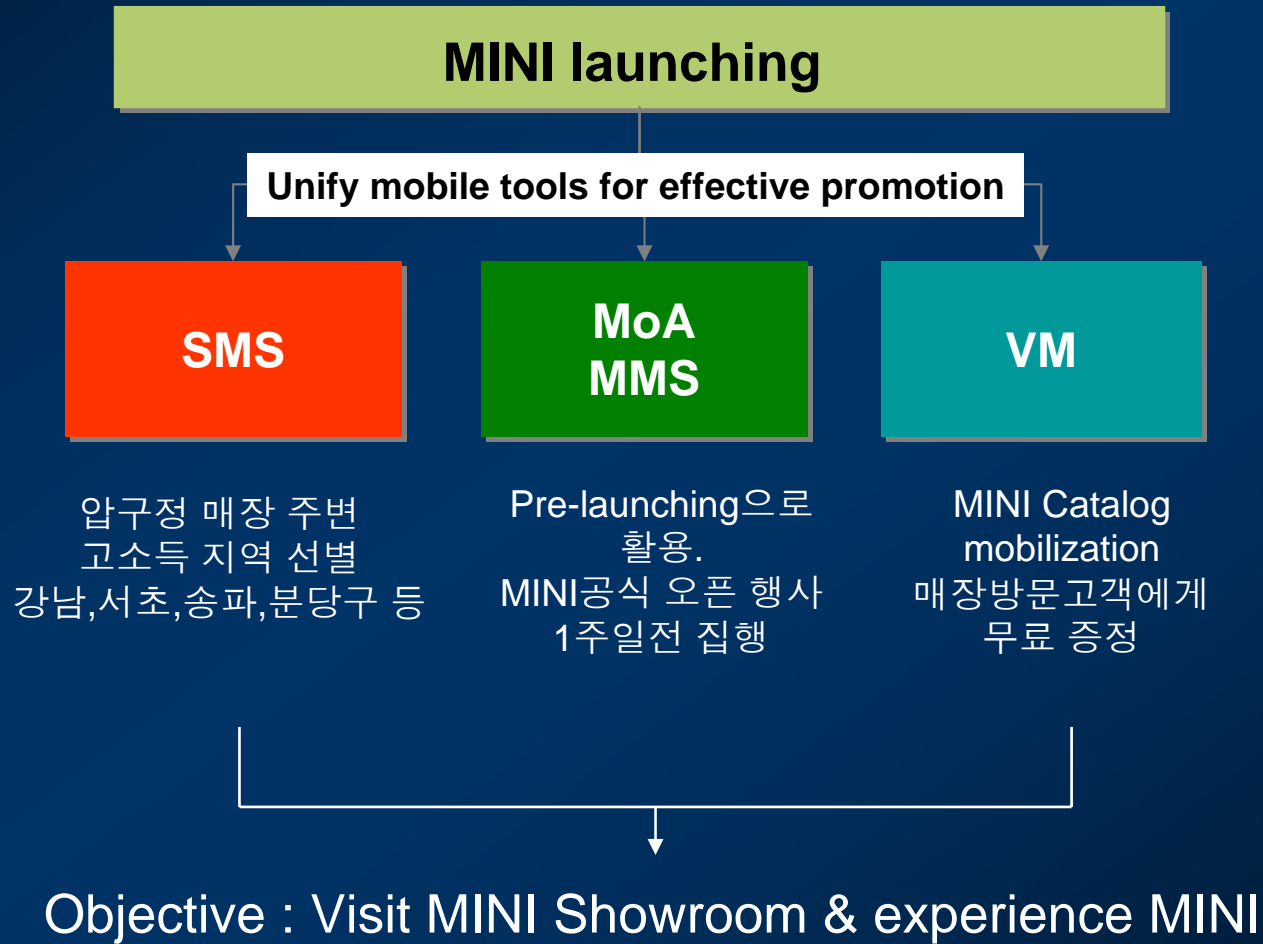 MINI launching
Unify mobile tools for effective promotion
SMS
MoA
MMS
VM
압구정 매장 주변
고소득 지역 선별
강남,서초,송파,분당구 등
Pre-launching으로
활용.
MINI공식 오픈 행사
1주일전 집행
MINI Catalog
mobilization
매장방문고객에게
무료 증정
Objective : Visit MINI Showroom & experience MINI